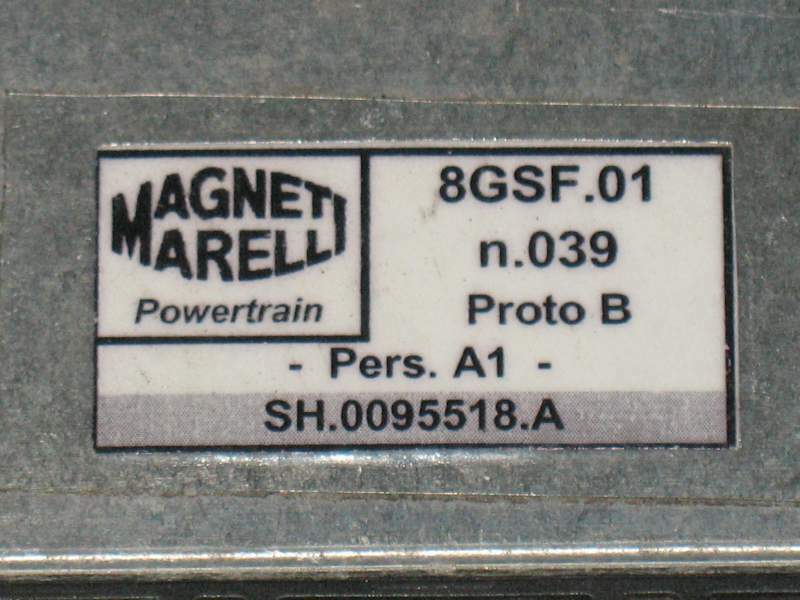 MAGNETI
MARELLI
Powertrain
8GSF.01
n.039
Proto B
- Pers. A1 -
SH.0095518.A